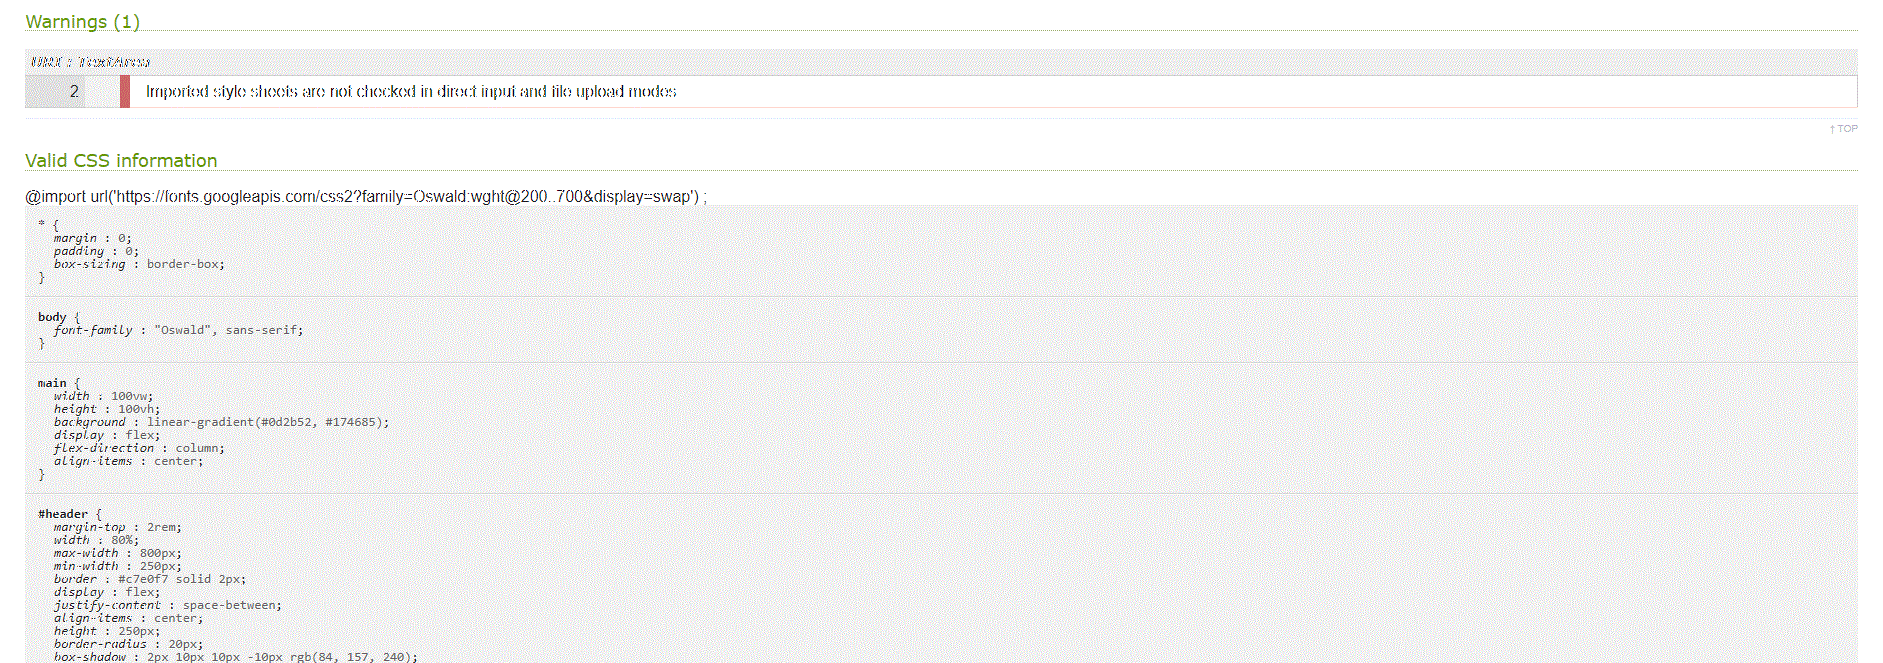 Warnings (1)
URI : TextArea
2 Imported style sheets are not checked in direct input and file upload modes
↑ TOP
Valid CSS information
@import url('https://fonts.googleapis.com/css2?family=Oswald:wght@200..700&display=swap') ;
* {
margin : 0;
padding : 0;
box-sizing : border-box;
}
body {
font-family : "Oswald", sans-serif;
}
main {
width : 100vw;
height : 100vh;
background : linear-gradient(#0d2b52, #174685);
display : flex;
flex-direction : column;
align-items : center;
}
#header {
margin-top : 2rem;
width : 80%;
max-width : 800px;
min-width : 250px;
border : #c7e0f7 solid 2px;
display : flex;
justify-content : space-between;
align-items : center;
height : 250px;
border-radius : 20px;
box-shadow : 2px 10px 10px -10px rgb(84, 157, 240);